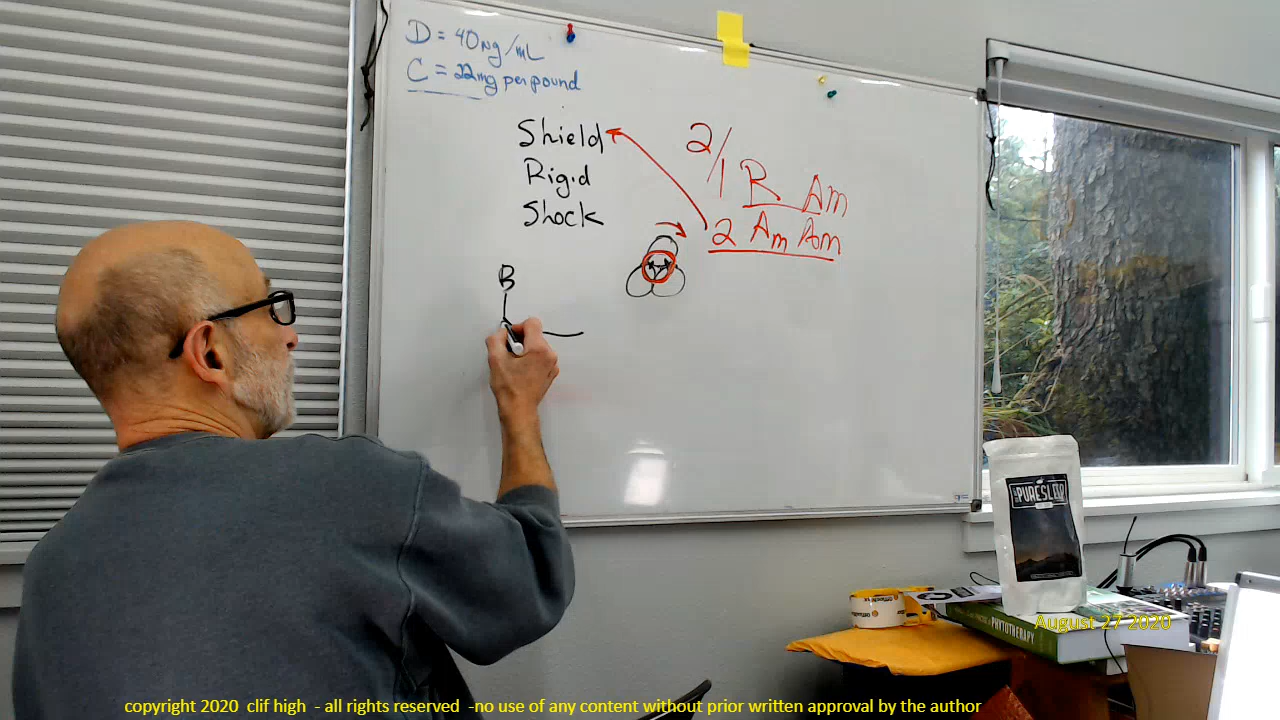 D = 40ng/mL
C = 22mg per pound
Shield
Rigid
Shock
2/1 B Am
2 Am Am
B
PURESLEEP
PHYTOTHERAPY
August 27 2020
copyright 2020 clif high - all rights reserved -no use of any content without prior written approval by the author